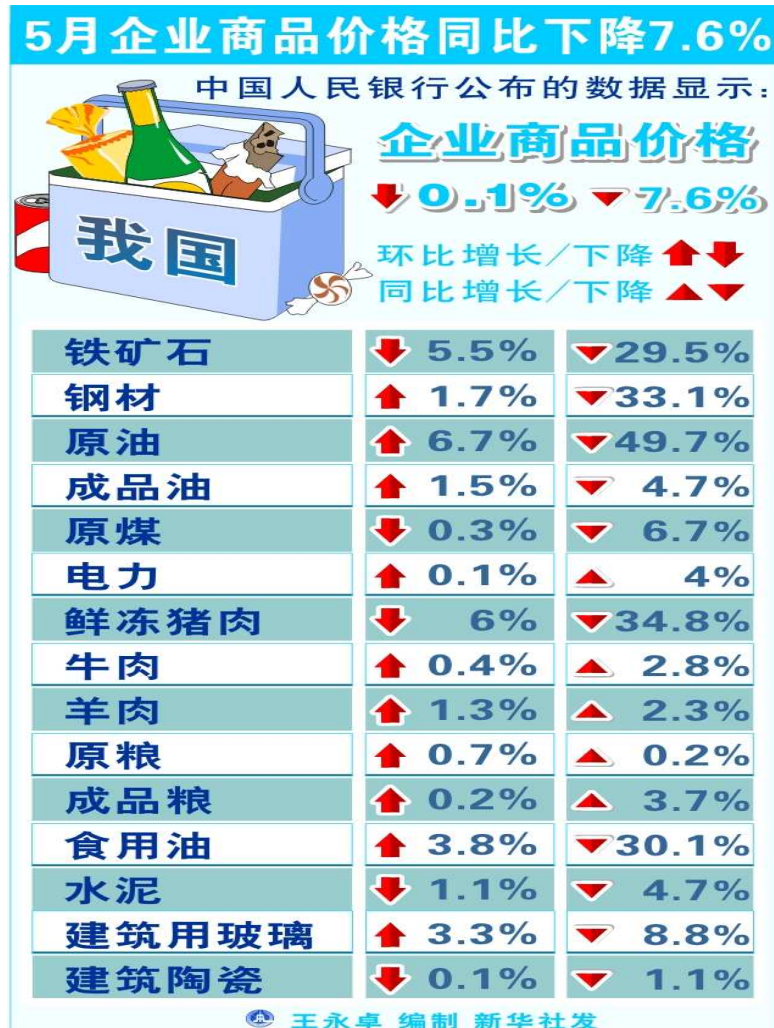 5月企业商品价格同比下降7.6%
中国人民银行公布的数据显示:
企业商品价格
0.1% 7.6%
我国
环比增长/下降
同比增长/下降
铁矿石 5.5% 29.5%
钢材 1.7% 33.1%
原油 6.7% 49.7%
成品油 1.5% 4.7%
原煤 0.3% 6.7%
电力 0.1% 4%
鲜冻猪肉 6% 34.8%
牛肉 0.4% 2.8%
羊肉 1.3% 2.3%
原粮 0.7% 0.2%
成品粮 0.2% 3.7%
食用油 3.8% 30.1%
水泥 1.1% 4.7%
建筑用玻璃 3.3% 8.8%
建筑陶瓷 0.1% 1.1%
王永卓 编制 新华社发